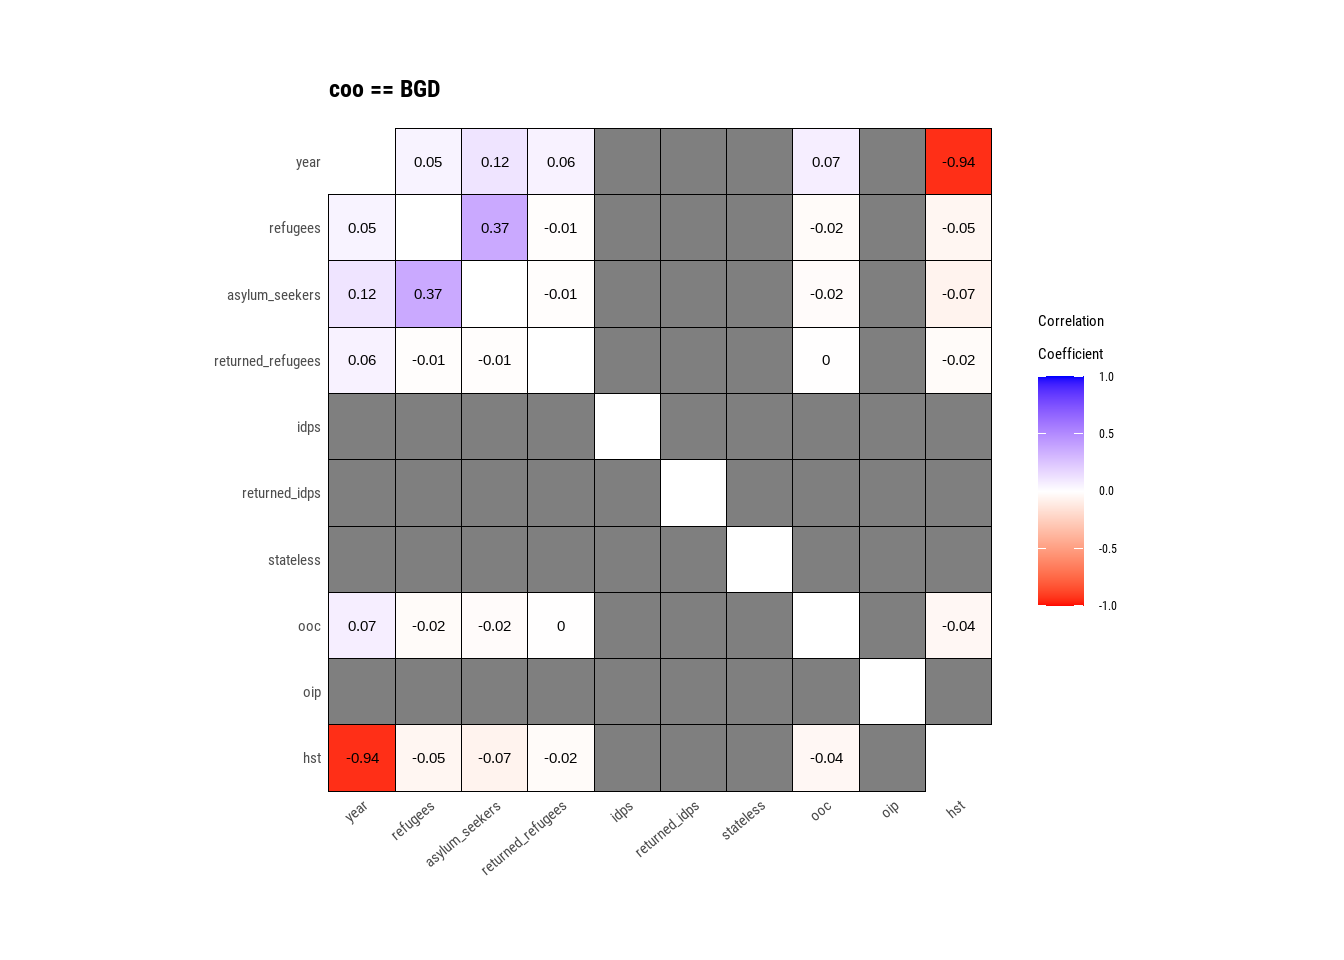 coo == BGD
year 0.05 0.12 0.06 0.07 -0.94
refugees 0.05 0.37 -0.01 -0.02 -0.05
asylum_seekers 0.12 0.37 -0.01 -0.02 -0.07
returned_refugees 0.06 -0.01 -0.01 0 -0.02
idps
returned_idps
stateless
ooc 0.07 -0.02 -0.02 0 -0.04
oip
hst -0.94 -0.05 -0.07 -0.02 -0.04
year refugees asylum_seekers returned_refugees idps returned_idps stateless ooc oip hst
Correlation
Coefficient
1.0
0.5
0.0
-0.5
-1.0